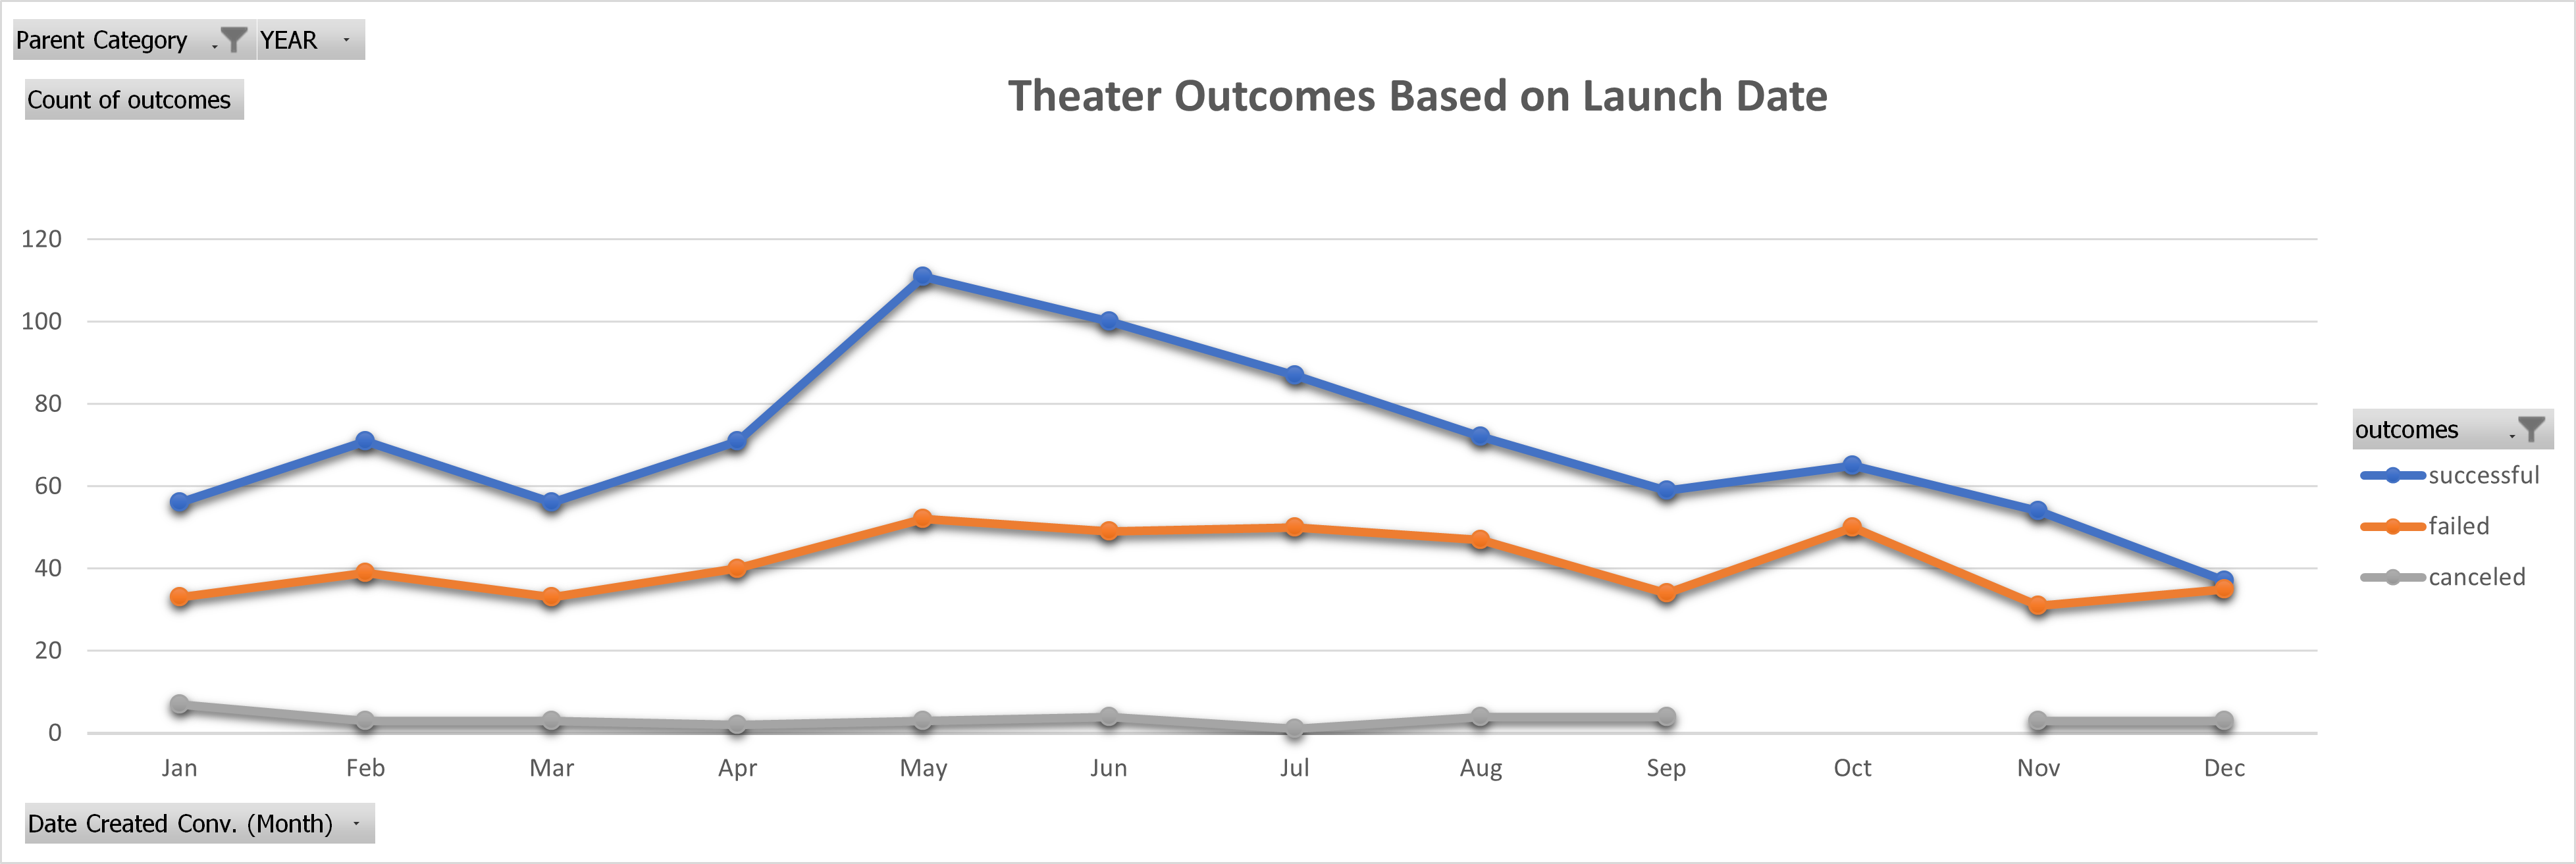 Parent Category YEAR
Count of outcomes
Theater Outcomes Based on Launch Date
120
100
80
60
40
20
0
Jan Feb Mar Apr May Jun Jul Aug Sep Oct Nov Dec
outcomes
successful
failed
canceled
Date Created Conv. (Month)